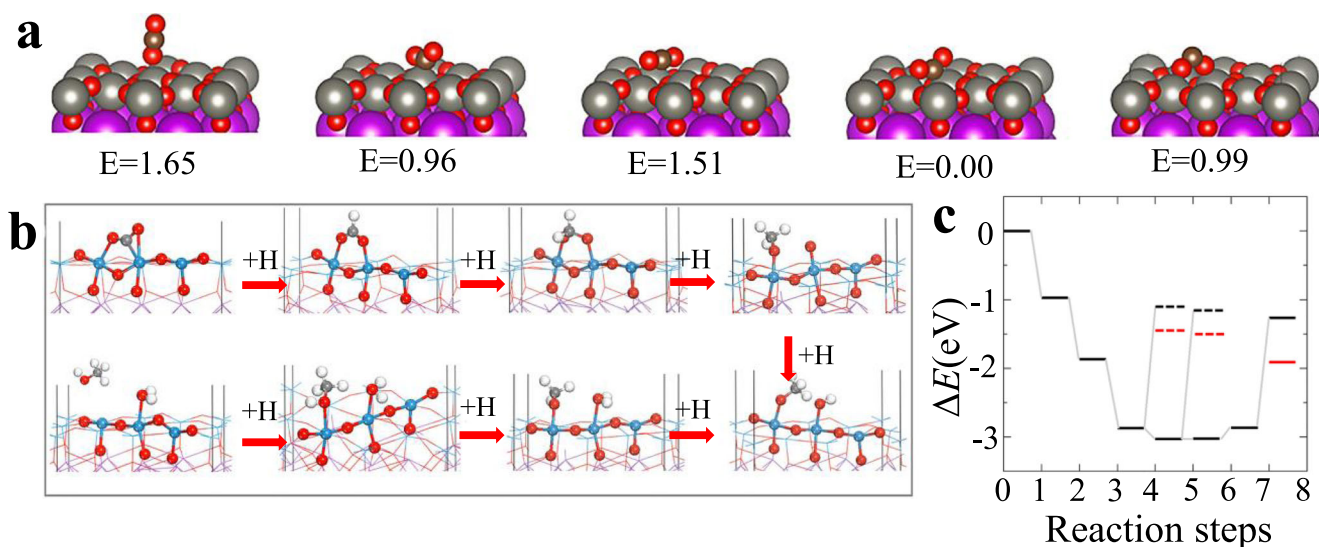 a
E=1.65
E=0.96
E=1.51
E=0.00
E=0.99
b
+H
+H
+H
+H
+H
+H
+H
c
0
-1
-2
-3
ΔE(eV)
0 1 2 3 4 5 6 7 8
Reaction steps